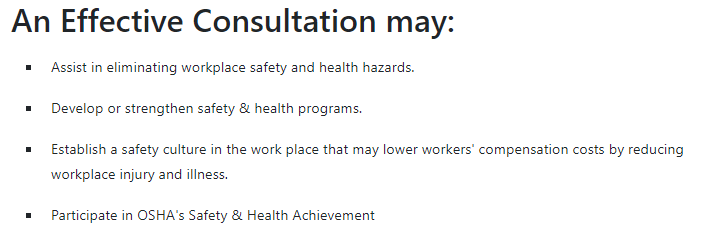 An Effective Consultation may:
Assist in eliminating workplace safety and health hazards.
Develop or strengthen safety & health programs.
Establish a safety culture in the work place that may lower workers' compensation costs by reducing
workplace injury and illness.
Participate in OSHA's Safety & Health Achievement